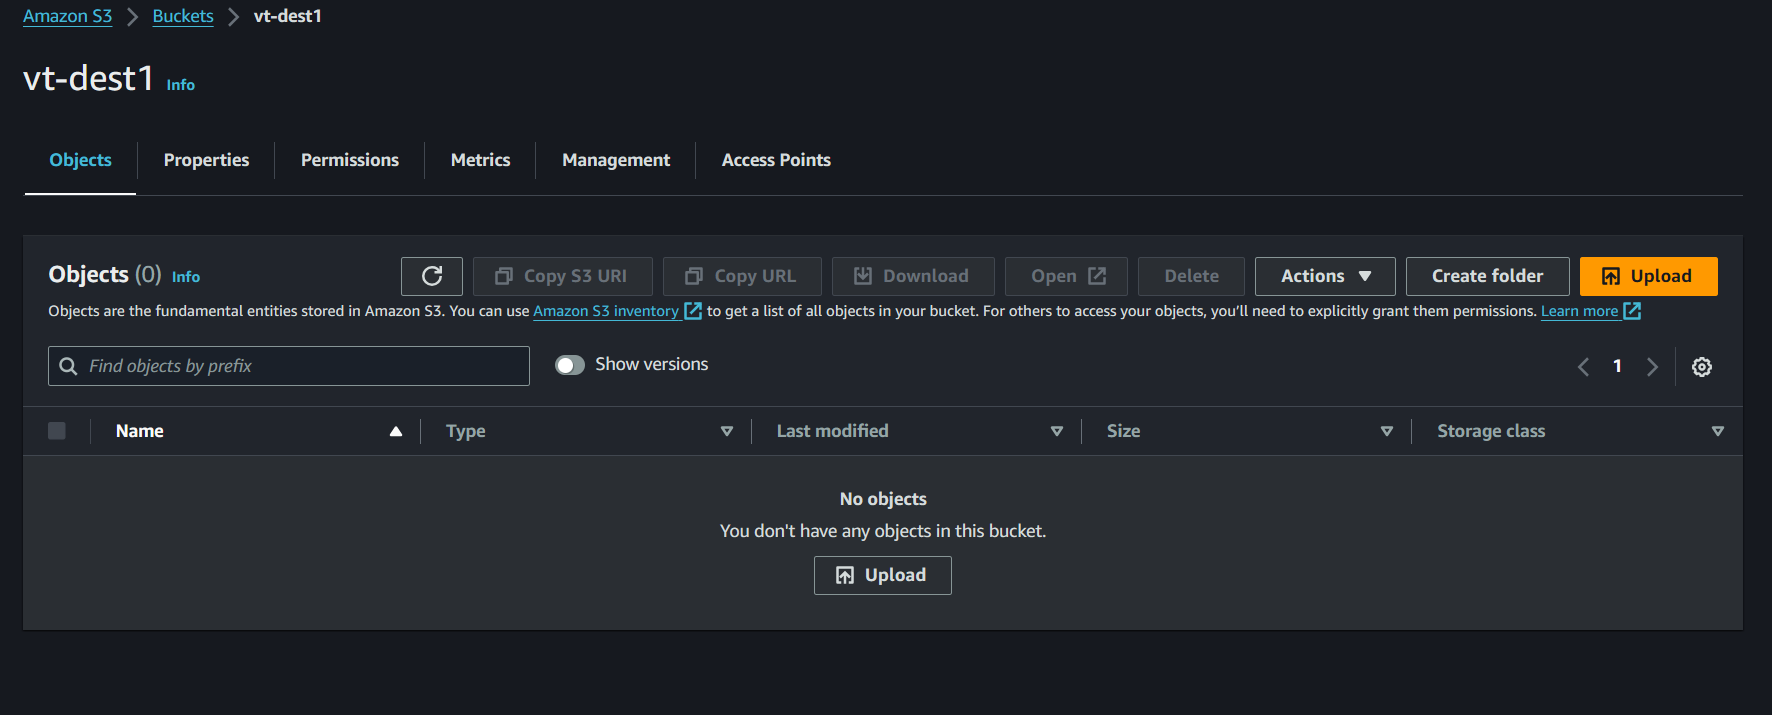 Amazon S3 > Buckets > vt-dest1
vt-dest1 Info
Objects Properties Permissions Metrics Management Access Points
Objects (0) Info Copy S3 URI Copy URL Download Open Delete Actions Create folder Upload
Objects are the fundamental entities stored in Amazon S3. You can use Amazon S3 inventory to get a list of all objects in your bucket. For others to access your objects, you’ll need to explicitly grant them permissions. Learn more
Find objects by prefix Show versions 1
Name Type Last modified Size Storage class
No objects
You don't have any objects in this bucket.
Upload